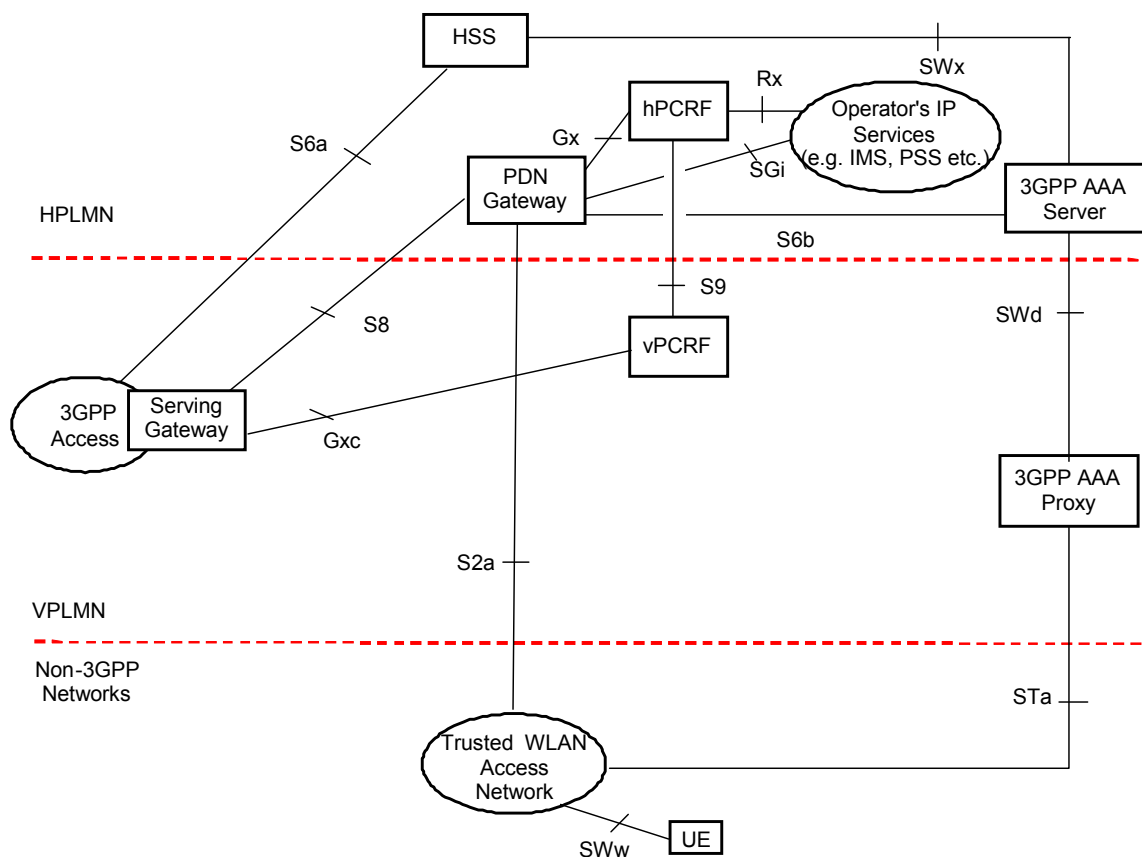 HSS
SWx
Rx
hPCRF
Operator's IP
Services
(e.g. IMS, PSS etc.)
Gx
S6a
SGi
PDN
Gateway
3GPP AAA
Server
HPLMN
S6b
S9
S8
SWd
vPCRF
3GPP
Access
Serving
Gateway
Gxc
3GPP AAA
Proxy
S2a
VPLMN
Non-3GPP
Networks
STa
Trusted WLAN
Access
Network
SWw
UE